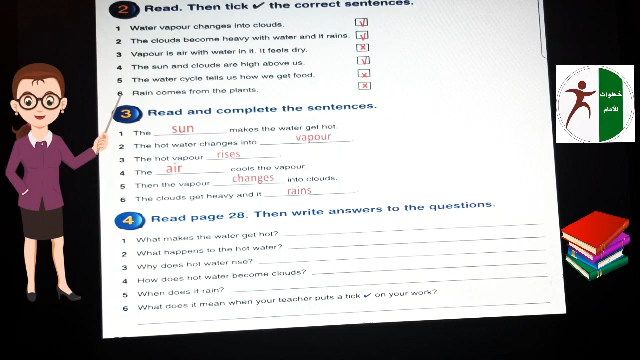 2 Read. Then tick ✔ the correct sentences.
1 Water vapour changes into clouds. √
2 The clouds become heavy with water and it rains. √
3 Vapour is air with water in it. It feels dry. ×
4 The sun and clouds are high above us. √
5 The water cycle tells us how we get food. ×
6 Rain comes from the plants. ×
3 Read and complete the sentences.
1 The sun makes the water get hot.
2 The hot water changes into vapour.
3 The hot vapour rises
4 The air cools the vapour.
5 Then the vapour changes into clouds.
6 The clouds get heavy and it rains
4 Read page 28. Then write answers to the questions.
1 What makes the water get hot?
2 What happens to the hot water?
3 Why does hot water rise?
4 How does hot water become clouds?
5 When does it rain?
6 What does it mean when your teacher puts a tick ✔ on your work?
خطوات
للأمام